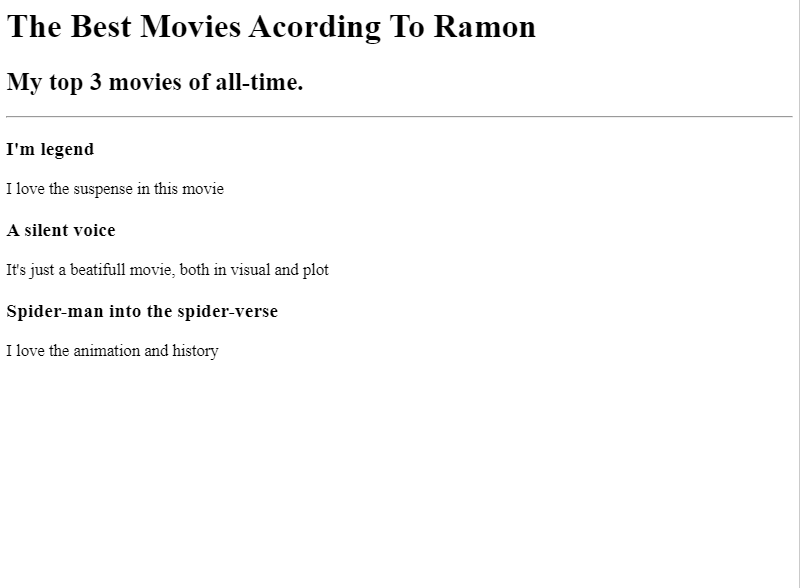 The Best Movies Acording To Ramon
My top 3 movies of all-time.
I'm legend
I love the suspense in this movie
A silent voice
It's just a beatifull movie, both in visual and plot
Spider-man into the spider-verse
I love the animation and history